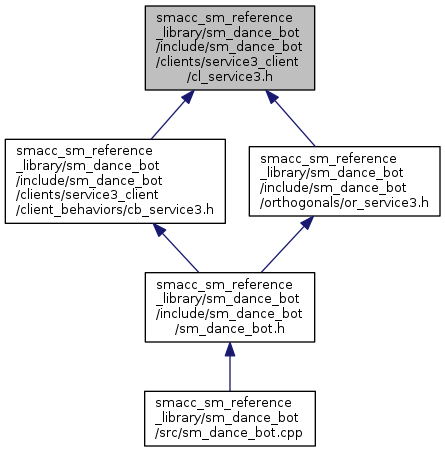 smacc_sm_reference
_library/sm_dance_bot
/include/sm_dance_bot
/clients/service3_client
/cl_service3.h
smacc_sm_reference
_library/sm_dance_bot
/include/sm_dance_bot
/clients/service3_client
/client_behaviors/cb_service3.h
smacc_sm_reference
_library/sm_dance_bot
/include/sm_dance_bot
/orthogonals/or_service3.h
smacc_sm_reference
_library/sm_dance_bot
/include/sm_dance_bot
/sm_dance_bot.h
smacc_sm_reference
_library/sm_dance_bot
/src/sm_dance_bot.cpp